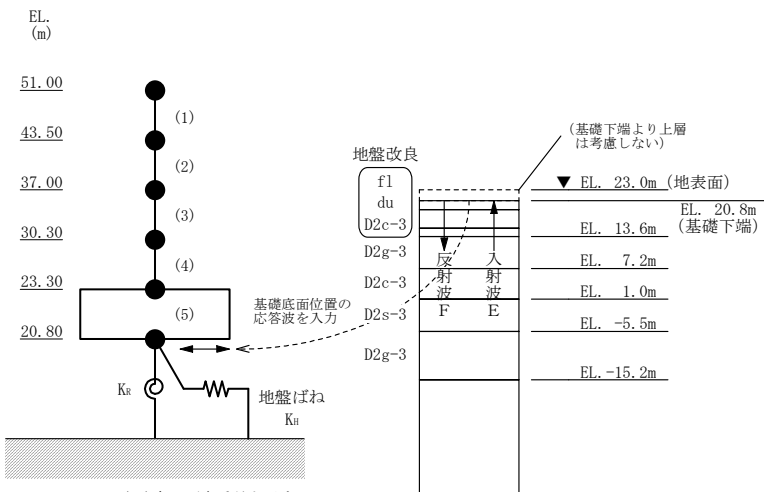 EL.
(m)
51.00
(1)
43.50
(2)
37.00
(3)
30.30
(4)
23.30
(5)
20.80
基礎底面位置の
応答波を入力
KR
地盤ばね
KH
地盤改良
fl
du
D2c-3
D2g-3
D2c-3
D2s-3
D2g-3
反射波F
入射波E
(基礎下端より上層
は考慮しない)
▼ EL. 23.0m (地表面)
EL. 20.8m
(基礎下端)
EL. 13.6m
EL. 7.2m
EL. 1.0m
EL. -5.5m
EL.-15.2m